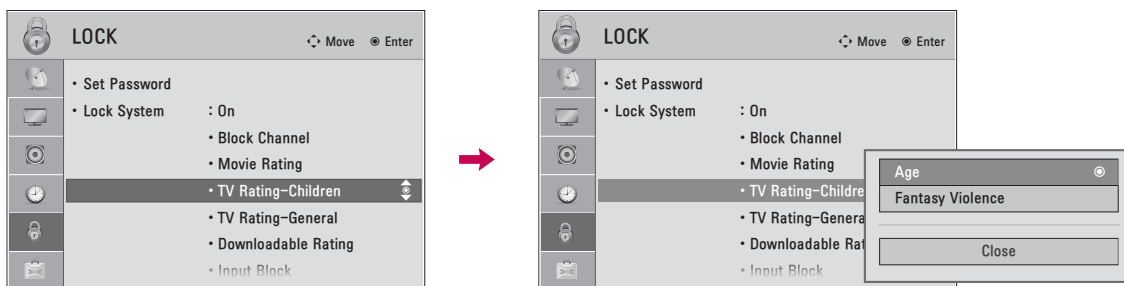 LOCK
Move Enter
• Set Password
• Lock System : On
• Block Channel
• Movie Rating
• TV Rating-Children
• TV Rating-General
• Downloadable Rating
• Input Block
LOCK
Move Enter
• Set Password
• Lock System : On
• Block Channel
• Movie Rating
• TV Rating-Childre
• TV Rating-Genera
• Downloadable Rat
• Input Block
Age
Fantasy Violence
Close